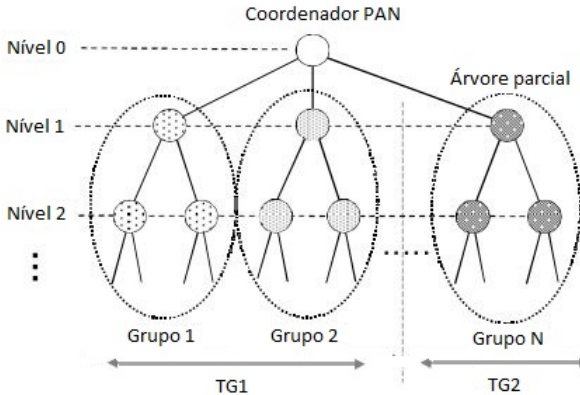 Coordenador PAN
Nível 0
Árvore parcial
Nível 1
Nível 2
Grupo 1
Grupo 2
Grupo N
TG1
TG2